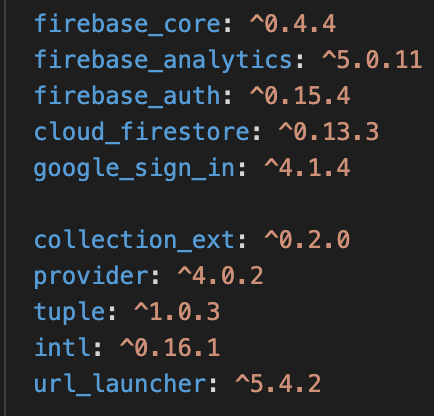 firebase_core: ^0.4.4
firebase_analytics: ^5.0.11
firebase_auth: ^0.15.4
cloud_firestore: ^0.13.3
google_sign_in: ^4.1.4
collection_ext: ^0.2.0
provider: ^4.0.2
tuple: ^1.0.3
intl: ^0.16.1
url_launcher: ^5.4.2